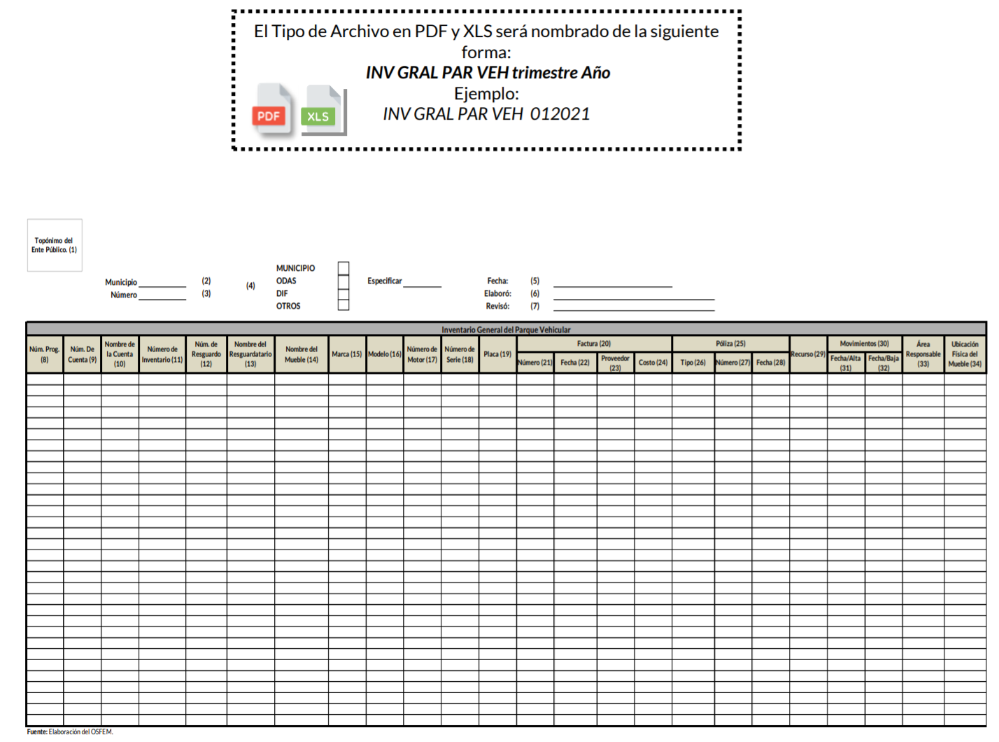 El Tipo de Archivo en PDF y XLS será nombrado de la siguiente
forma:
INV GRAL PAR VEH trimestre Año
Ejemplo:
INV GRAL PAR VEH 012021
PDF
XLS
Topónimo del
Ente Público. (1)
Municipio (2)
Número (3)
(4)
MUNICIPIO
ODAS
DIF
OTROS
Especificar
Fecha: (5)
Elaboró: (6)
Revisó: (7)
Inventario General del Parque Vehicular
Núm. Prog.
(8)
Núm. De
Cuenta (9)
Nombre de
la Cuenta
(10)
Número de
Inventario (11)
Núm. de
Resguardo
(12)
Nombre del
Resguardatario
(13)
Nombre del
Mueble (14)
Marca (15)
Modelo (16)
Número de
Motor (17)
Número de
Serie (18)
Placa (19)
Factura (20)
Número (21)
Fecha (22)
Proveedor
(23)
Costo (24)
Póliza (25)
Tipo (26)
Número (27)
Fecha (28)
Recurso (29)
Movimientos (30)
Fecha/Alta
(31)
Fecha/Baja
(32)
Área
Responsable
(33)
Ubicación
Física del
Mueble (34)
Fuente: Elaboración del OSFEM.